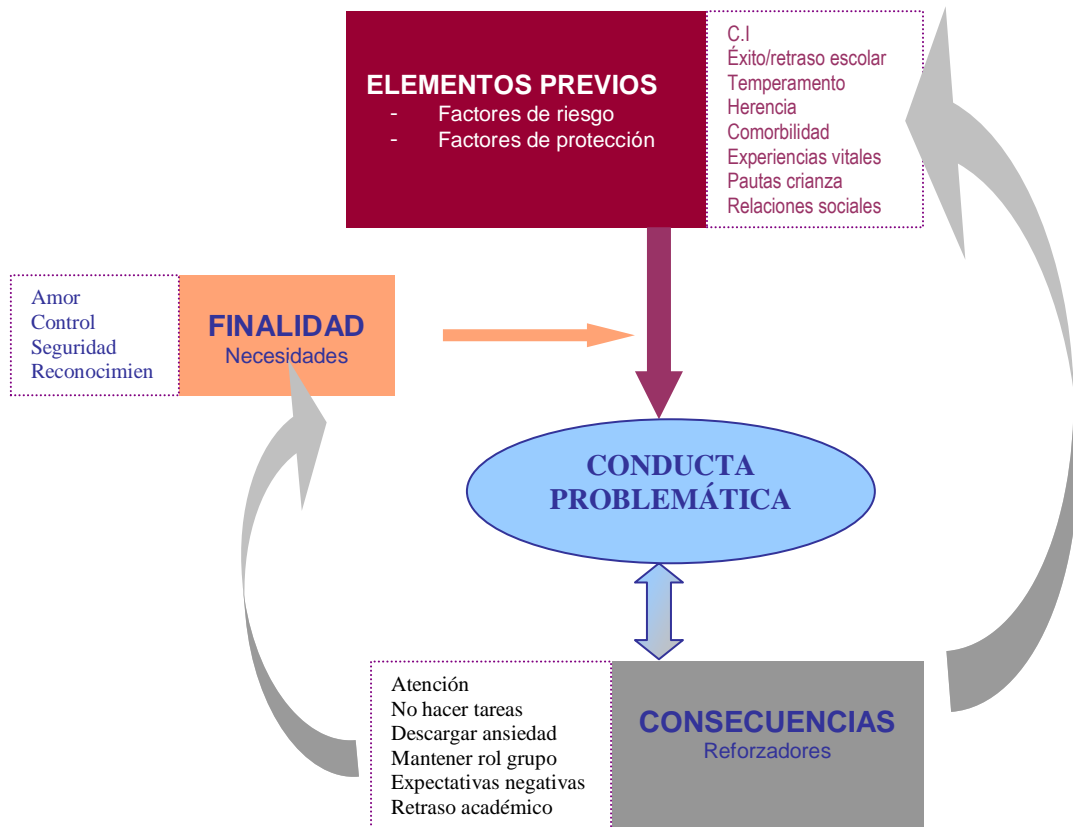 ELEMENTOS PREVIOS
- Factores de riesgo
- Factores de protección
C.I
Éxito/retraso escolar
Temperamento
Herencia
Comorbilidad
Experiencias vitales
Pautas crianza
Relaciones sociales
Amor
Control
Seguridad
Reconocimien
FINALIDAD
Necesidades
CONDUCTA
PROBLEMÁTICA
Atención
No hacer tareas
Descargar ansiedad
Mantener rol grupo
Expectativas negativas
Retraso académico
CONSECUENCIAS
Reforzadores